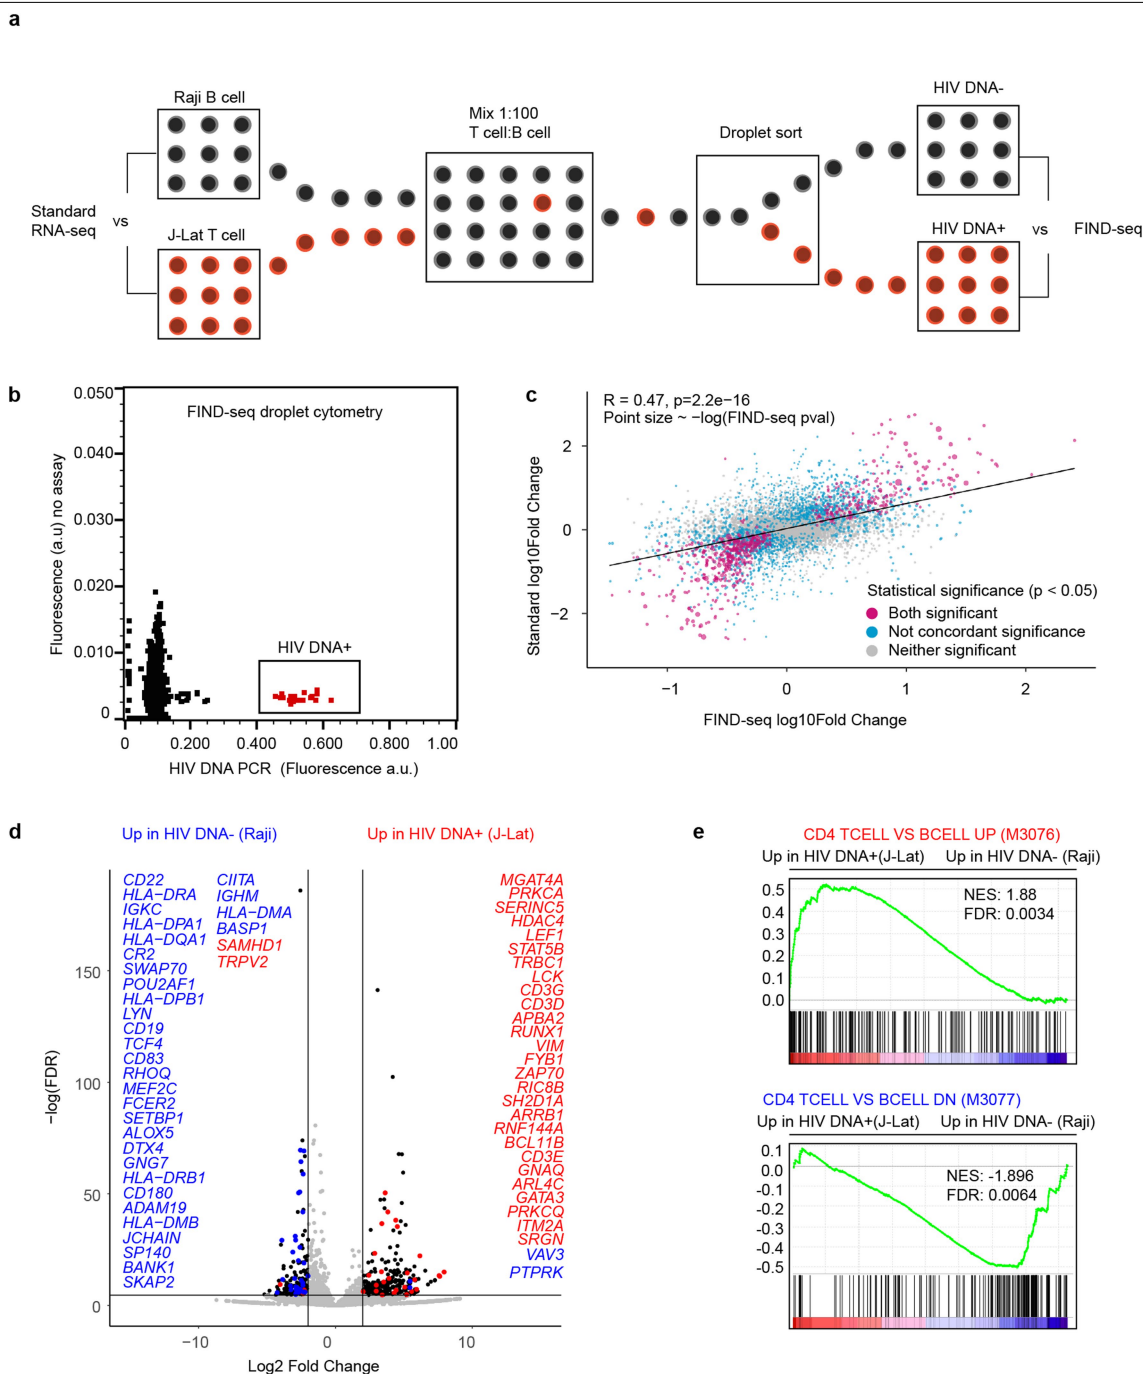 a
Raji B cell
J-Lat T cell
Standard
RNA-seq
vs
Mix 1:100
T cell:B cell
Droplet sort
HIV DNA-
HIV DNA+
vs
FIND-seq
b
FIND-seq droplet cytometry
HIV DNA+
Fluorescence (a.u) no assay
0.050
0.040
0.030
0.020
0.010
0
0
0.200
0.400
0.600
0.800
1.00
HIV DNA PCR (Fluorescence a.u.)
c
R = 0.47, p=2.2e−16
Point size ~ −log(FIND-seq pval)
Standard log10Fold Change
2
0
−2
Statistical significance (p < 0.05)
Both significant
Not concordant significance
Neither significant
−1
0
1
2
FIND-seq log10Fold Change
d
Up in HIV DNA- (Raji)
Up in HIV DNA+ (J-Lat)
CD22
HLA−DRA
IGKC
HLA−DPA1
HLA−DQA1
CR2
SWAP70
POU2AF1
HLA−DPB1
LYN
CD19
TCF4
CD83
RHOQ
MEF2C
FCER2
SETBP1
ALOX5
DTX4
GNG7
HLA−DRB1
CD180
ADAM19
HLA−DMB
JCHAIN
SP140
BANK1
SKAP2
CIITA
IGHM
HLA−DMA
BASP1
SAMHD1
TRPV2
MGAT4A
PRKCA
SERINC5
HDAC4
LEF1
STAT5B
TRBC1
LCK
CD3G
CD3D
APBA2
RUNX1
VIM
FYB1
ZAP70
RIC8B
SH2D1A
ARRB1
RNF144A
BCL11B
CD3E
GNAQ
ARL4C
GATA3
PRKCQ
ITM2A
SRGN
VAV3
PTPRK
−log(FDR)
150
100
50
0
−10
0
10
Log2 Fold Change
e
CD4 TCELL VS BCELL UP (M3076)
Up in HIV DNA+(J-Lat)
Up in HIV DNA- (Raji)
NES: 1.88
FDR: 0.0034
0.5
0.4
0.3
0.2
0.1
0.0
CD4 TCELL VS BCELL DN (M3077)
Up in HIV DNA+(J-Lat)
Up in HIV DNA- (Raji)
NES: -1.896
FDR: 0.0064
0.1
0.0
-0.1
-0.2
-0.3
-0.4
-0.5